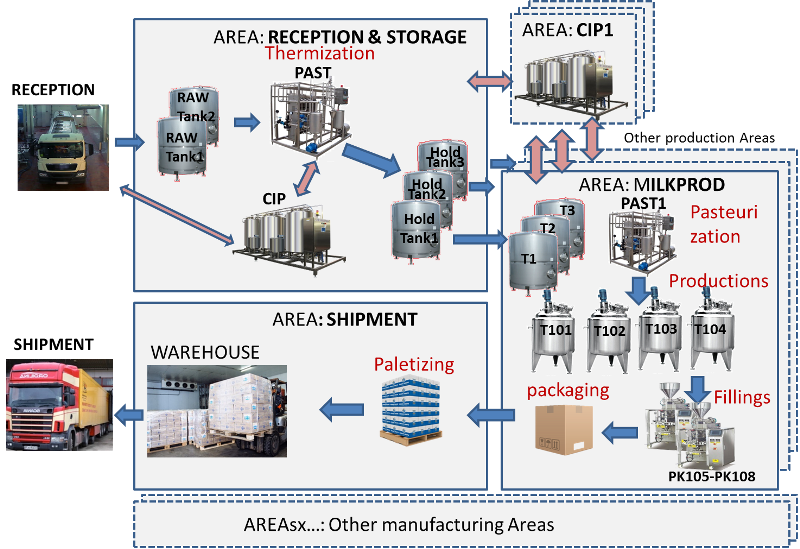 AREA: RECEPTION & STORAGE
Thermization
PAST
AREA: CIP1
RECEPTION
RAW
Tank2
RAW
Tank1
Hold
Tank3
Hold
Tank2
Hold
Tank1
CIP
Other production Areas
AREA: MILKPROD
PAST1
Pasteuri
zation
T3
T2
T1
Productions
T101
T102
T103
T104
Fillings
packaging
PK105-PK108
AREA: SHIPMENT
SHIPMENT
WAREHOUSE
Paletizing
AREAsx...: Other manufacturing Areas